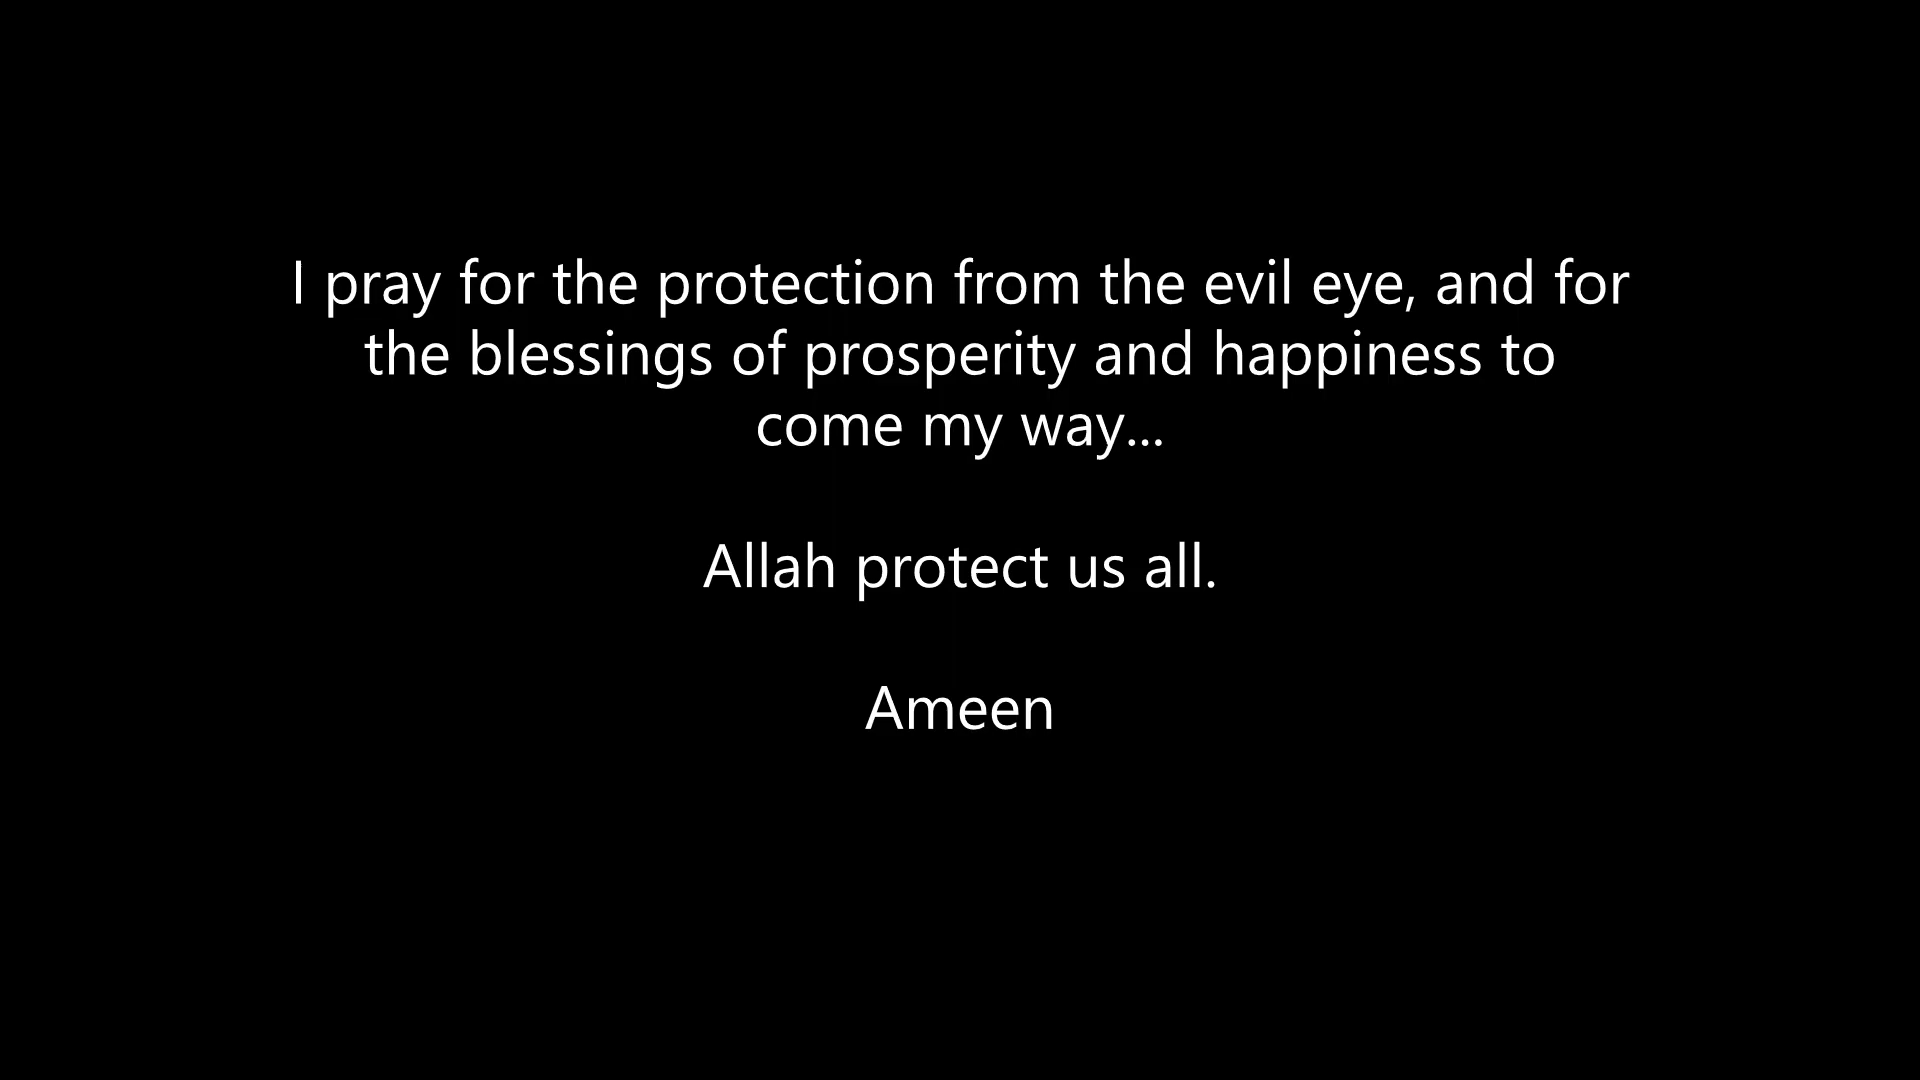 I pray for the protection from the evil eye, and for
the blessings of prosperity and happiness to
come my way...
Allah protect us all.
Ameen